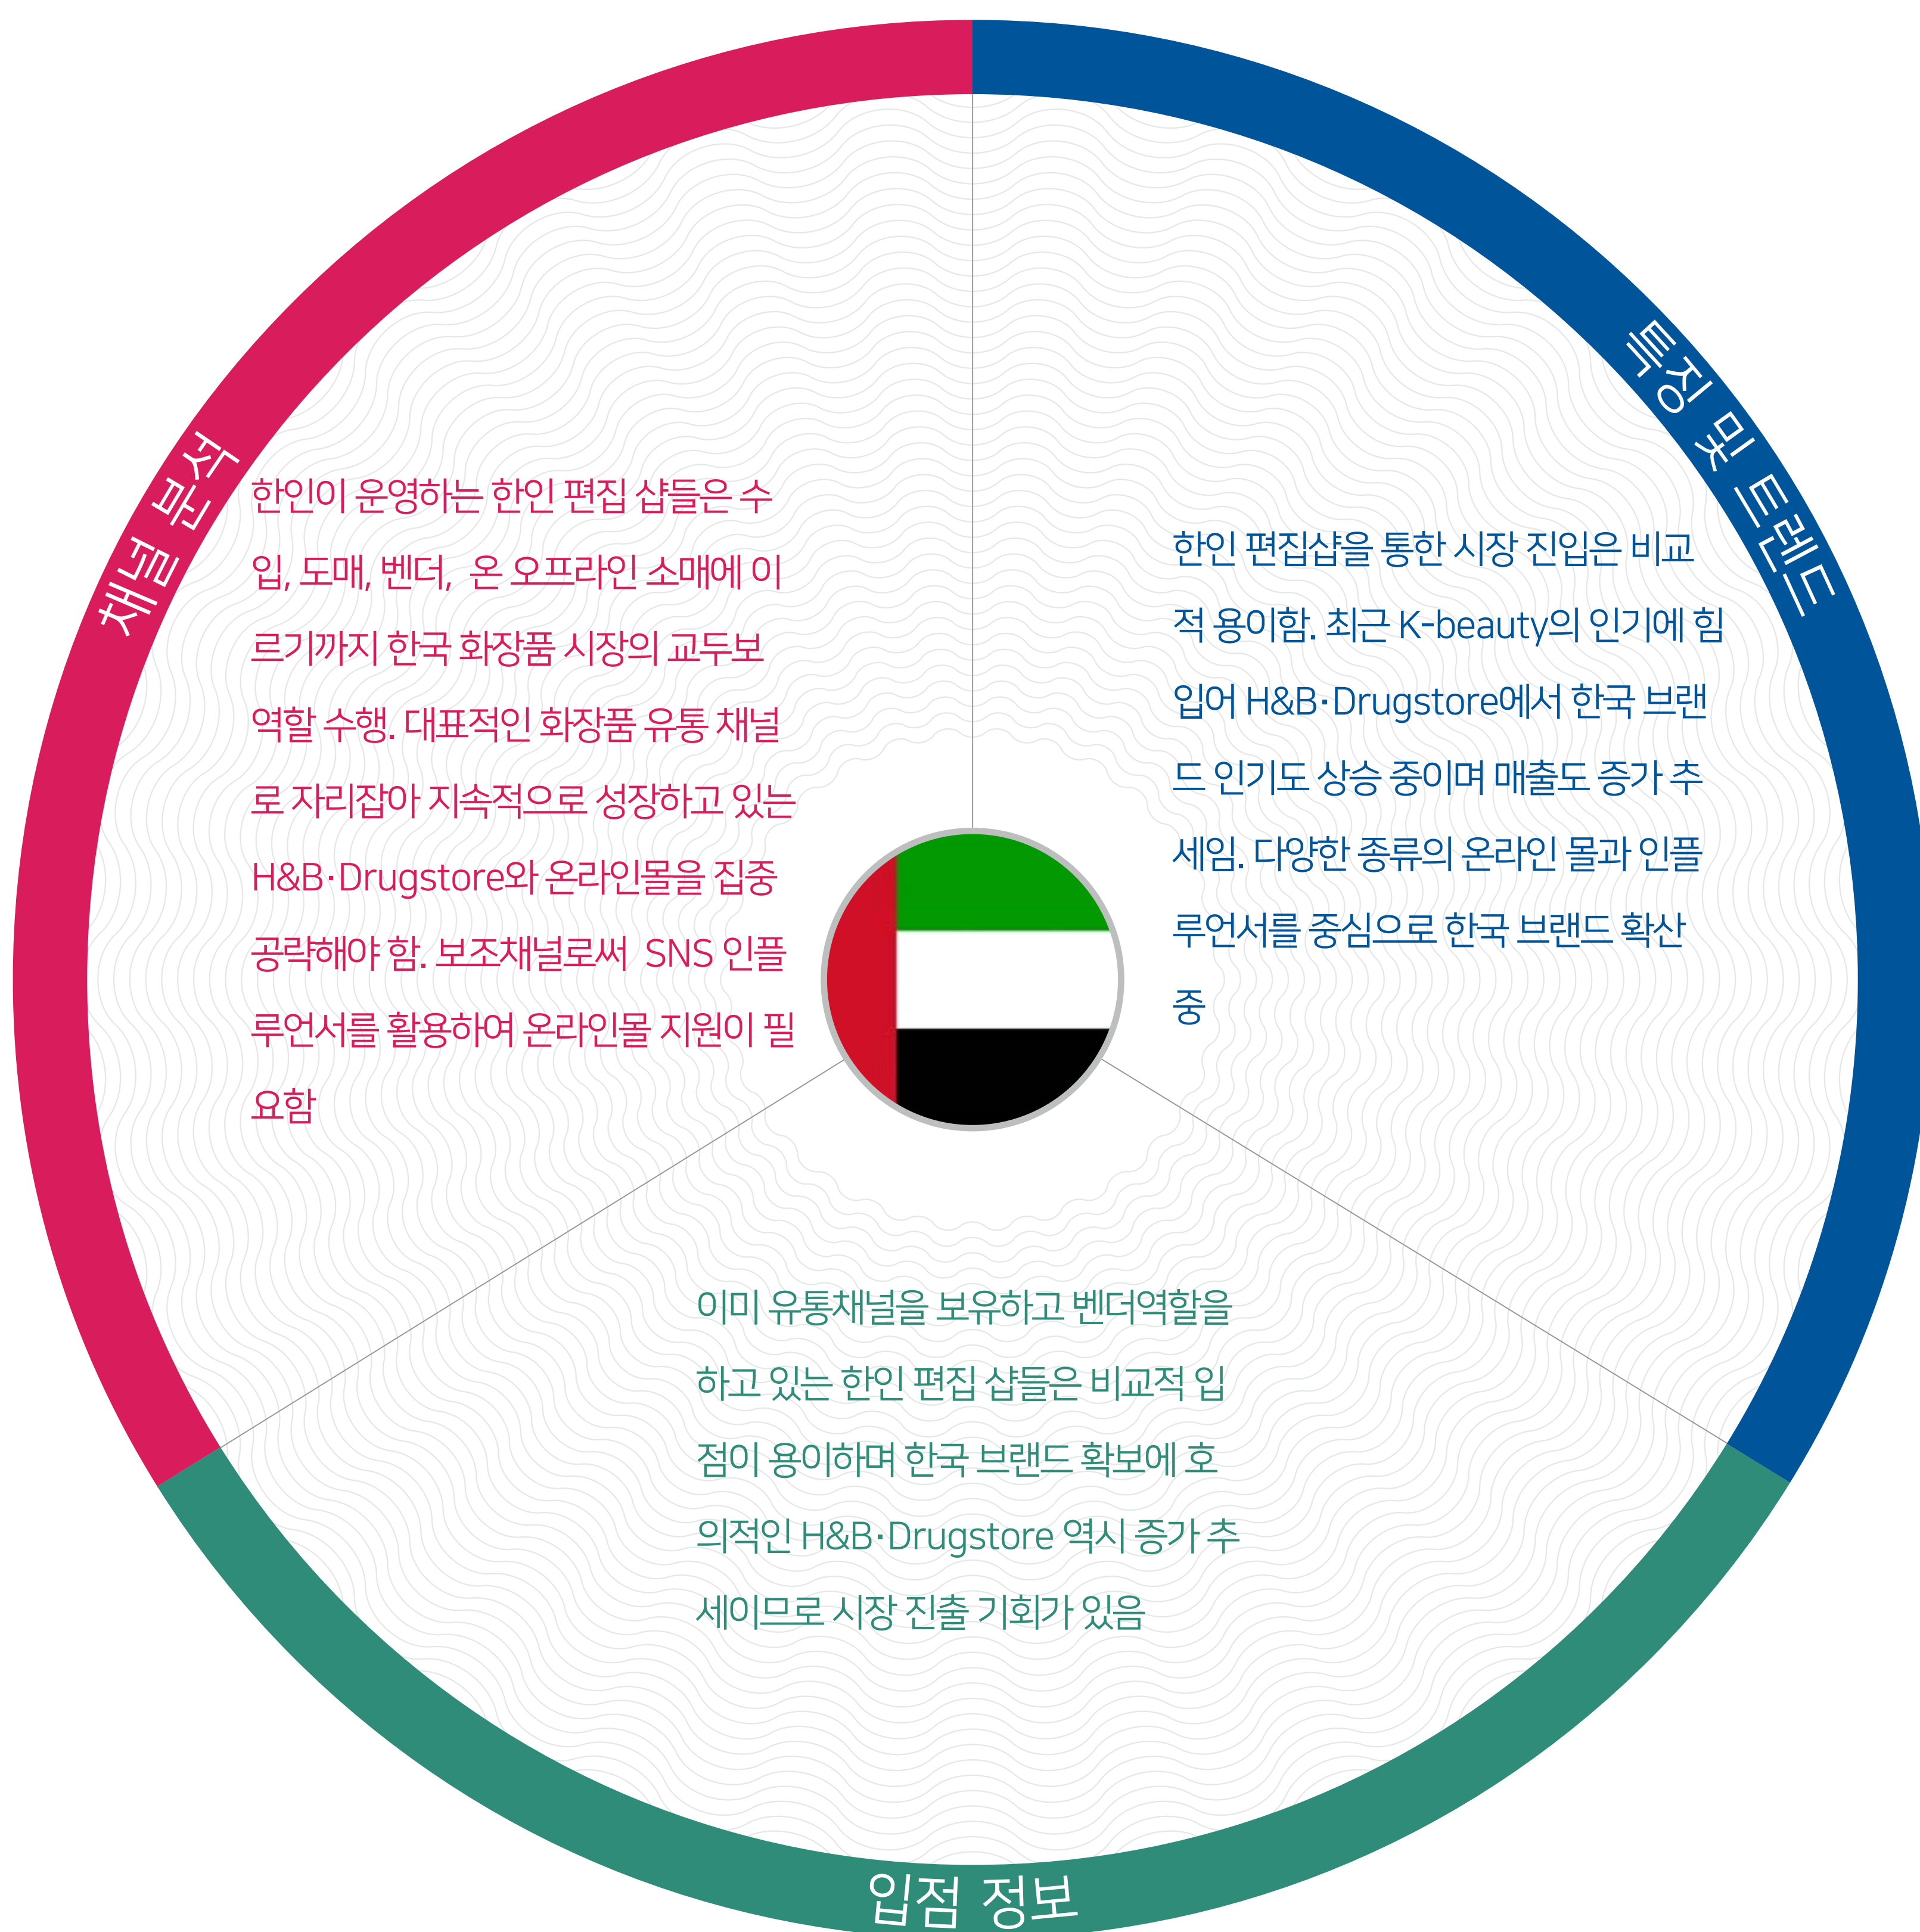 채널 분석
한인이 운영하는 한인 편집 샵들은 수
입, 도매, 벤더, 온 오프라인 소매에 이
르기까지 한국 화장품 시장의 교두보
역할 수행. 대표적인 화장품 유통 채널
로 자리잡아 지속적으로 성장하고 있는
H&B·Drugstore와 온라인몰을 집중
공략해야 함. 보조채널로써 SNS 인플
루언서를 활용하여 온라인몰 지원이 필
요함
특징 및 트렌드
한인 편집샵을 통한 시장 진입은 비교
적 용이함. 최근 K-beauty의 인기에 힘
입어 H&B·Drugstore에서 한국 브랜
드 인기도 상승 중이며 매출도 증가 추
세임. 다양한 종류의 온라인 몰과 인플
루언서를 중심으로 한국 브랜드 확산
중
이미 유통채널을 보유하고 벤더역할을
하고 있는 한인 편집 샵들은 비교적 입
점이 용이하며 한국 브랜드 확보에 호
의적인 H&B·Drugstore 역시 증가 추
세이므로 시장 진출 기회가 있음
입점 정보